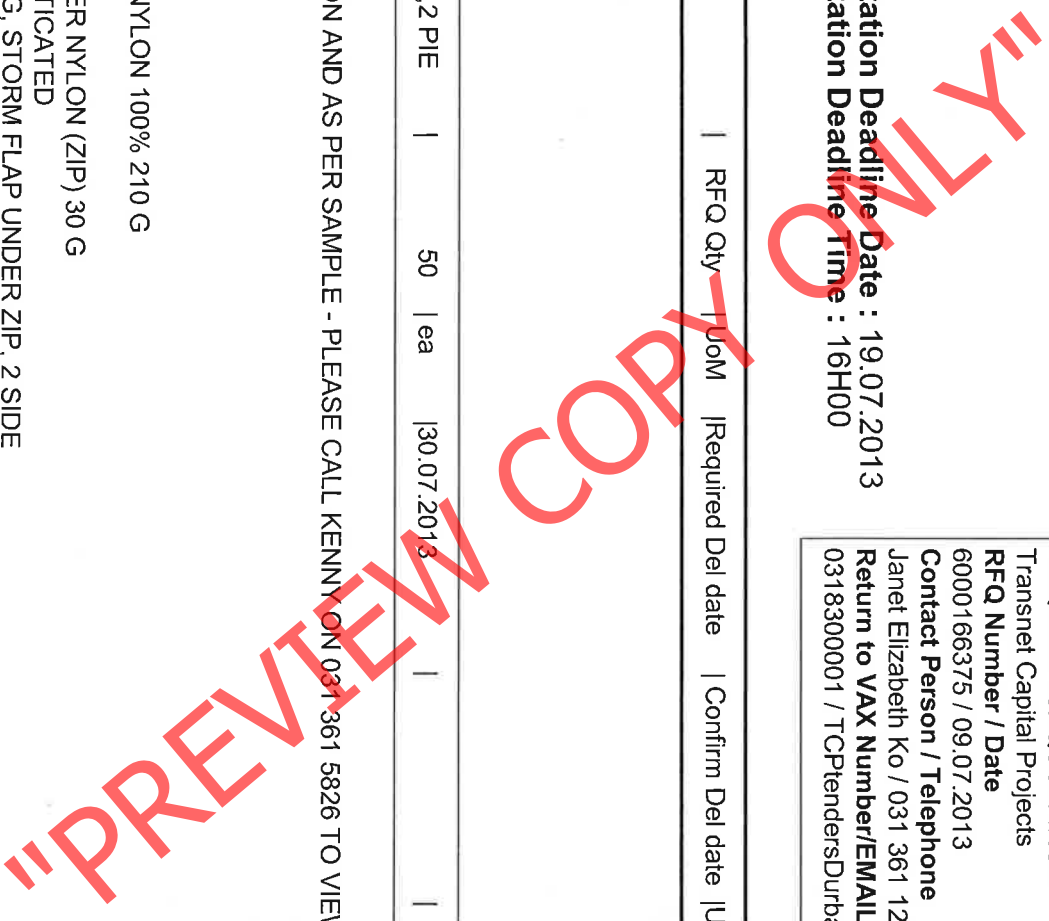 Transnet Capital Projects
RFQ Number / Date
6000166375 / 09.07.2013
Contact Person / Telephone
Janet Elizabeth Ko / 031 361 12
Return to VAX Number/EMAIL
0318300001 / TCPtendersDurba
ation Deadline Date : 19.07.2013
ation Deadline Time : 16H00
| RFQ Qty | UoM |Required Del date | Confirm Del date |U
,2 PIE | 50 | ea |30.07.2013 | |
ON AND AS PER SAMPLE - PLEASE CALL KENNY ON 031 361 5826 TO VIEW
NYLON 100% 210 G
ER NYLON (ZIP) 30 G
TICATED
G, STORM FLAP UNDER ZIP, 2 SIDE
"PREVIEW COPY ONLY"